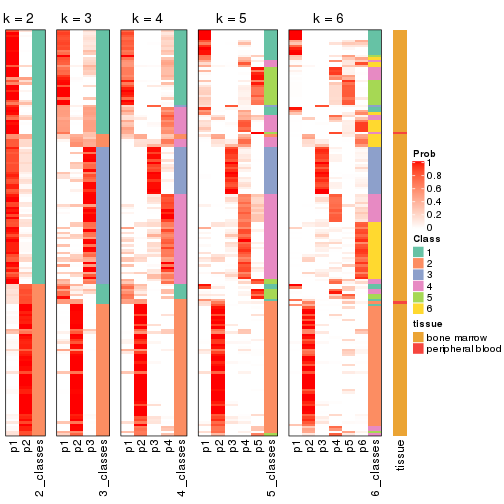 k = 2 k = 3 k = 4 k = 5 k = 6
Prob
1
0.8
0.6
0.4
0.2
0
Class
1
2
3
4
5
6
tissue
bone marrow
peripheral blood
p1 p2 2_classes p1 p2 p3 3_classes p1 p2 p3 p4 4_classes p1 p2 p3 p4 p5 5_classes p1 p2 p3 p4 p5 p6 6_classes tissue